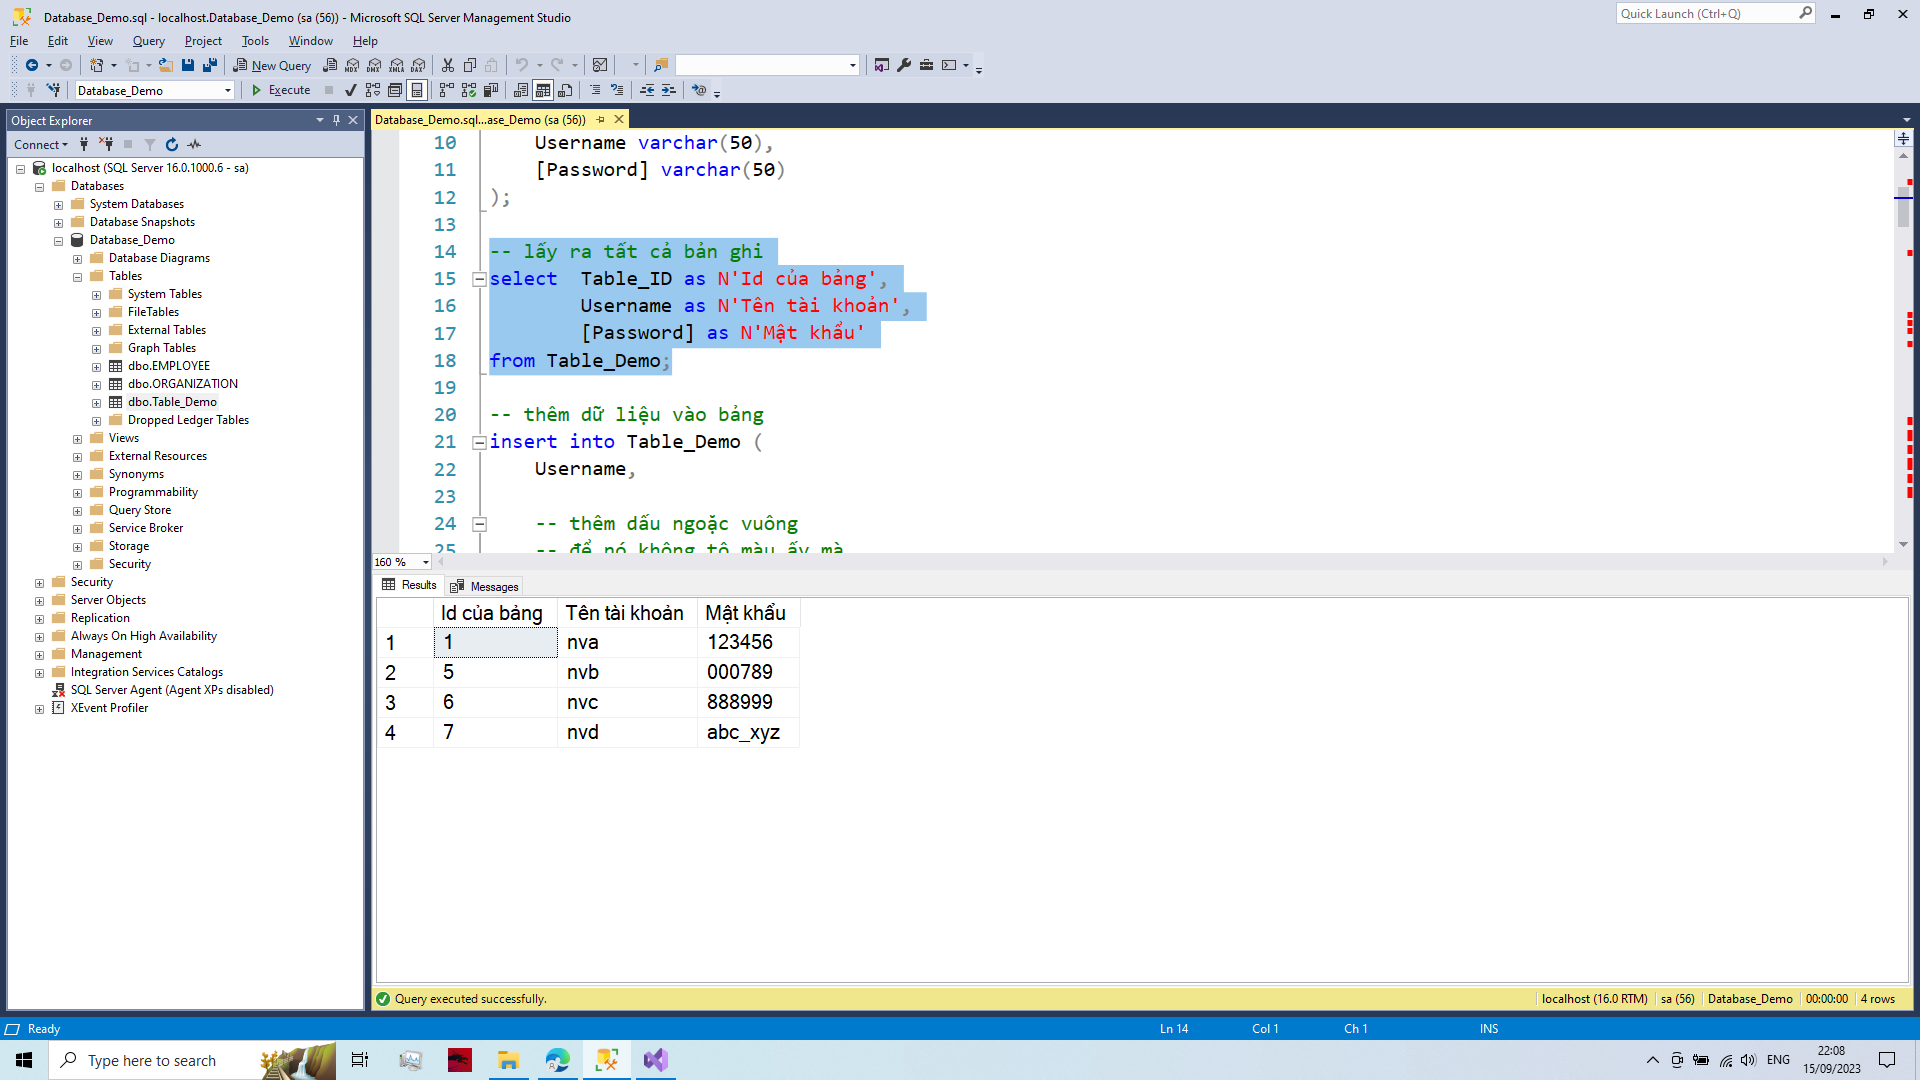 Database_Demo.sql - localhost.Database_Demo (sa (56)) - Microsoft SQL Server Management Studio
Quick Launch (Ctrl+Q)
File Edit View Query Project Tools Window Help
New Query
MDX DMX XMLA DAX
Database_Demo
Execute
Object Explorer
Connect
localhost (SQL Server 16.0.1000.6 - sa)
Databases
System Databases
Database Snapshots
Database_Demo
Database Diagrams
Tables
System Tables
FileTables
External Tables
Graph Tables
dbo.EMPLOYEE
dbo.ORGANIZATION
dbo.Table_Demo
Dropped Ledger Tables
Views
External Resources
Synonyms
Programmability
Query Store
Service Broker
Storage
Security
Security
Server Objects
Replication
Always On High Availability
Management
Integration Services Catalogs
SQL Server Agent (Agent XPs disabled)
XEvent Profiler
Database_Demo.sql...ase_Demo (sa (56))
10 Username varchar(50),
11 [Password] varchar(50)
12 );
13
14 -- lấy ra tất cả bản ghi
15 select Table_ID as N'Id của bảng',
16 Username as N'Tên tài khoản',
17 [Password] as N'Mật khẩu'
18 from Table_Demo;
19
20 -- thêm dữ liệu vào bảng
21 insert into Table_Demo (
22 Username,
23
24 -- thêm dấu ngoặc vuông
25 -- để nó không tô màu ấy mà
160 %
Results Messages
Id của bảng Tên tài khoản Mật khẩu
1 1 nva 123456
2 5 nvb 000789
3 6 nvc 888999
4 7 nvd abc_xyz
Query executed successfully.
localhost (16.0 RTM) sa (56) Database_Demo 00:00:00 4 rows
Ready
Ln 14 Col 1 Ch 1 INS
Type here to search
ENG
22:08
15/09/2023